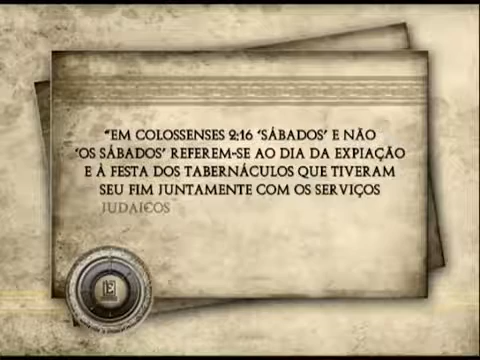 “EM COLOSSENSES 2:16 ‘SÁBADOS’ E NÃO
‘OS SÁBADOS’ REFEREM-SE AO DIA DA EXPIAÇÃO
E À FESTA DOS TABERNÁCULOS QUE TIVERAM
SEU FIM JUNTAMENTE COM OS SERVIÇOS
JUDAICOS